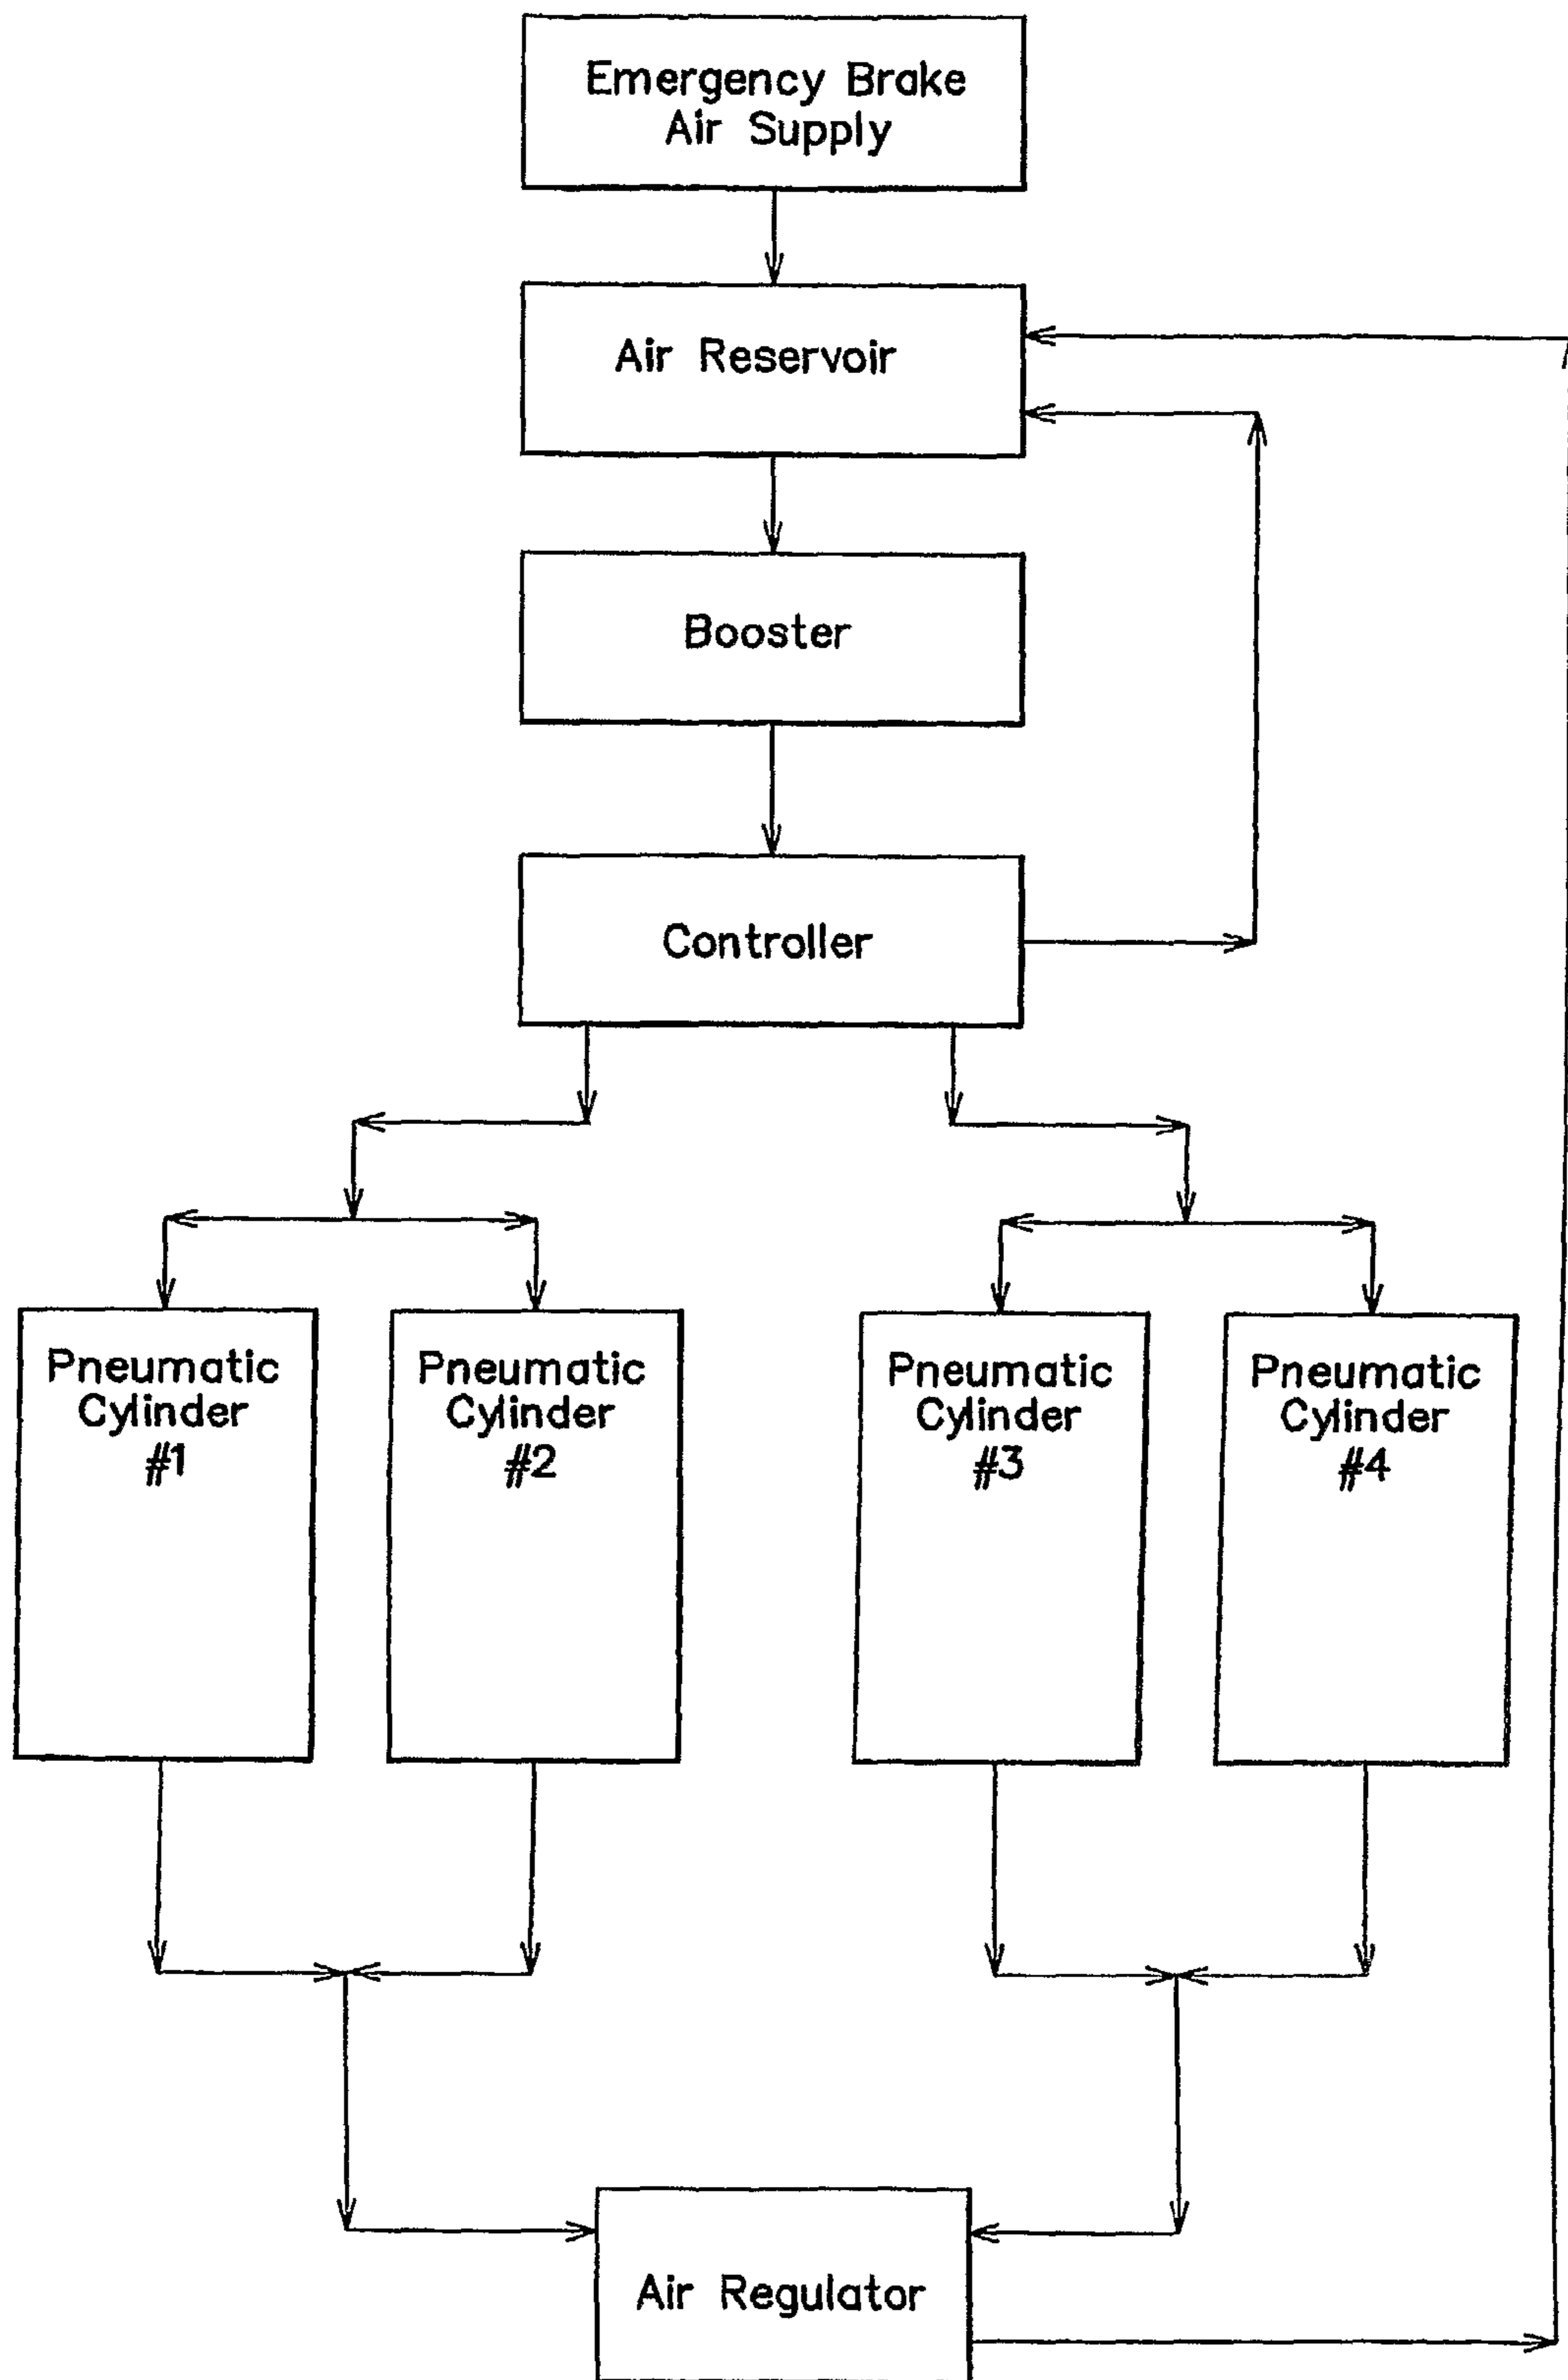 Emergency Brake
Air Supply
Air Reservoir
Booster
Controller
Pneumatic
Cylinder
#1
Pneumatic
Cylinder
#2
Pneumatic
Cylinder
#3
Pneumatic
Cylinder
#4
Air Regulator